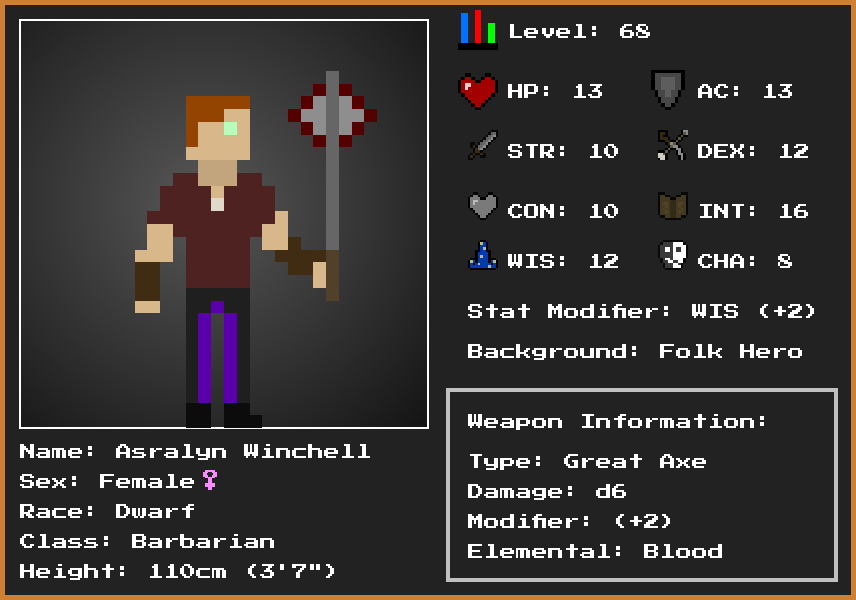 Level: 68
HP: 13
AC: 13
STR: 10
DEX: 12
CON: 10
INT: 16
WIS: 12
CHA: 8
Stat Modifier: WIS (+2)
Background: Folk Hero
Weapon Information:
Type: Great Axe
Damage: d6
Modifier: (+2)
Elemental: Blood
Name: Asralyn Winchell
Sex: Female♀
Race: Dwarf
Class: Barbarian
Height: 110cm (3'7")